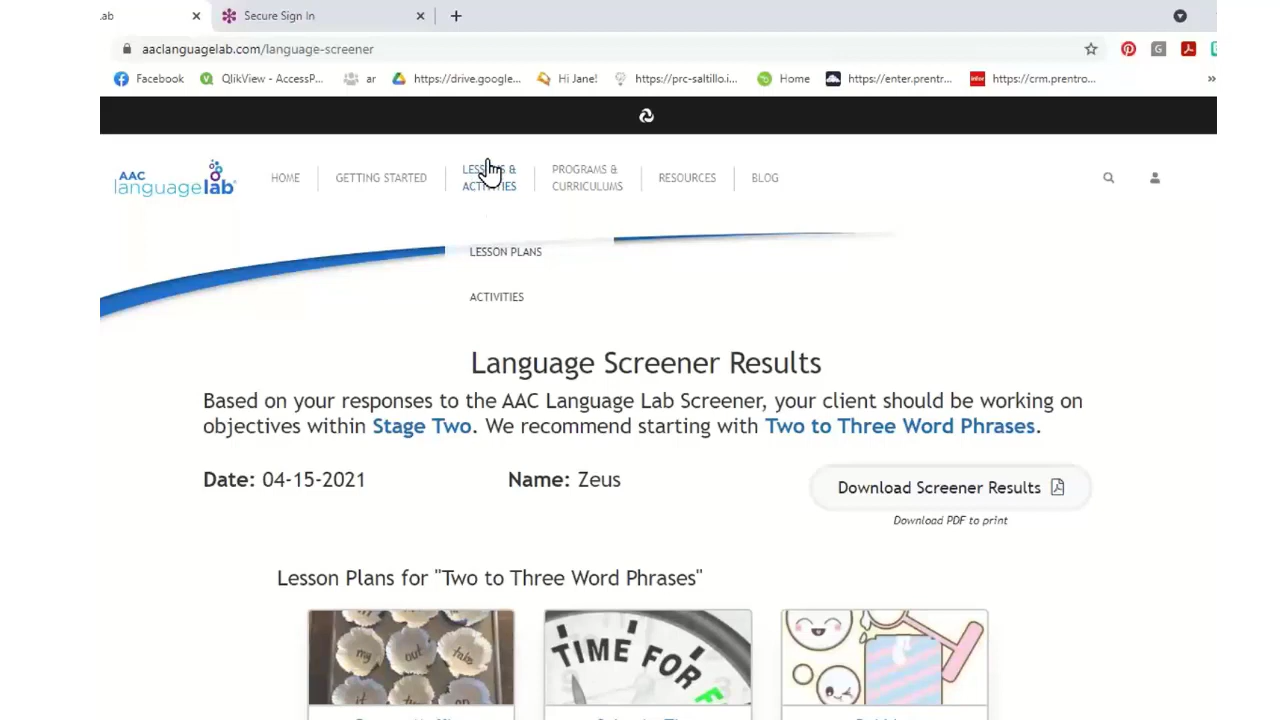 .ab
Secure Sign In
aaclanguagelab.com/language-screener
Facebook QlikView - AccessP... ar https://drive.google... Hi Jane! https://prc-saltillo.i... Home https://enter.prentro... https://crm.prentro... »
AAC
languagelab
HOME
GETTING STARTED
LESSONS &
ACTIVITIES
PROGRAMS &
CURRICULUMS
RESOURCES
BLOG
LESSON PLANS
ACTIVITIES
Language Screener Results
Based on your responses to the AAC Language Lab Screener, your client should be working on
objectives within Stage Two. We recommend starting with Two to Three Word Phrases.
Date: 04-15-2021 Name: Zeus
Download Screener Results
Download PDF to print
Lesson Plans for "Two to Three Word Phrases"
my out
TIME FOR F